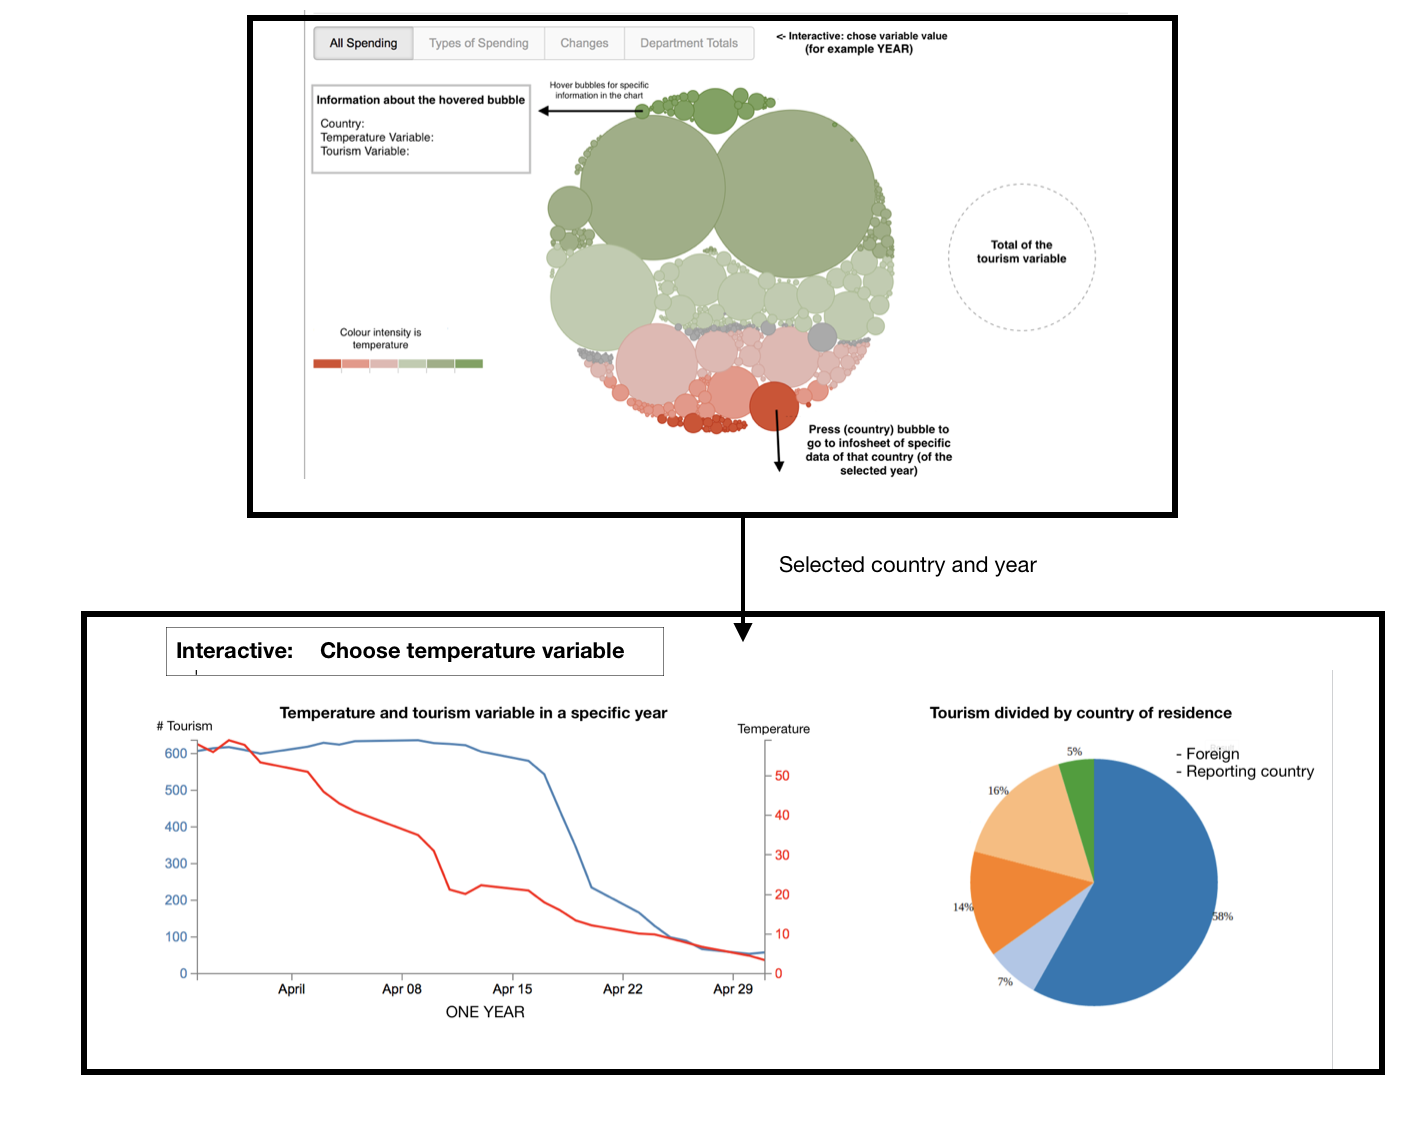 All Spending
Types of Spending
Changes
Department Totals
<- Interactive: chose variable value
(for example YEAR)
Information about the hovered bubble
Country:
Temperature Variable:
Tourism Variable:
Hover bubbles for specific
information in the chart
Total of the
tourism variable
Colour intensity is
temperature
Press (country) bubble to
go to infosheet of specific
data of that country (of the
selected year)
Selected country and year
Interactive: Choose temperature variable
Temperature and tourism variable in a specific year
# Tourism
Temperature
600
500
400
300
200
100
0
50
40
30
20
10
0
April
Apr 08
Apr 15
Apr 22
Apr 29
ONE YEAR
Tourism divided by country of residence
- Foreign
- Reporting country
5%
16%
14%
7%
58%